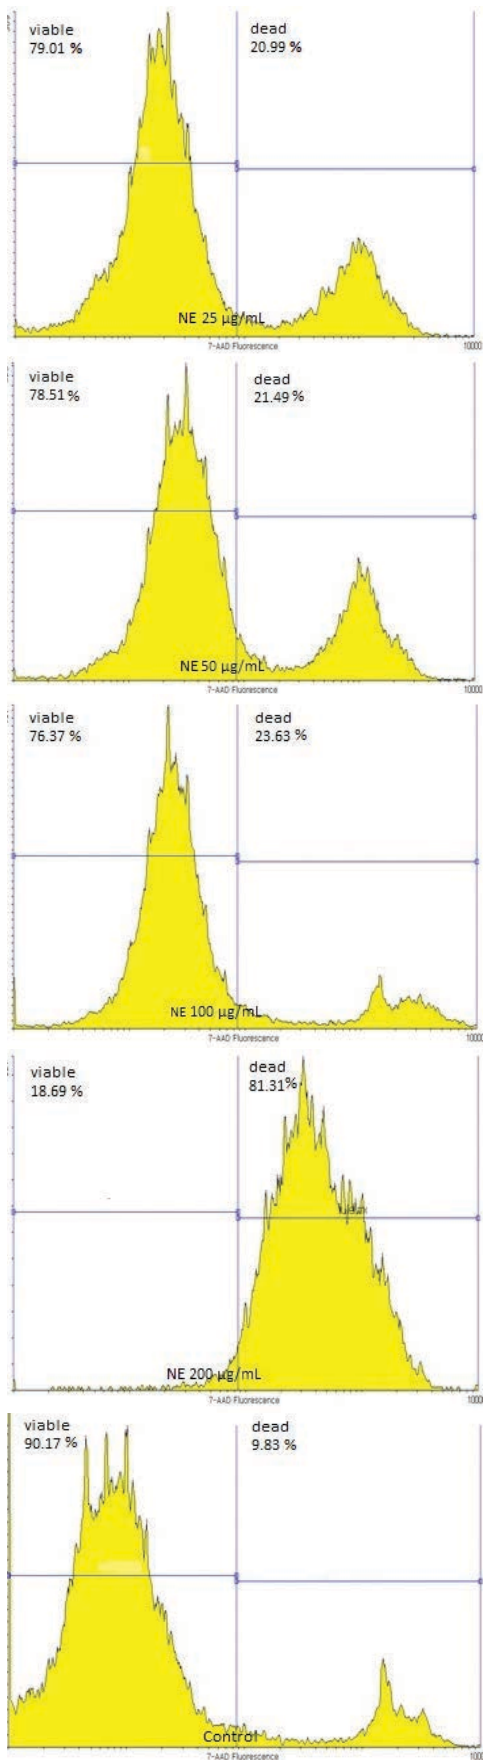 viable
79.01 %
dead
20.99 %
NE 25 µg/mL
7-AAD Fluorescence
10000
viable
78.51 %
dead
21.49 %
NE 50 µg/mL
7-AAD Fluorescence
10000
viable
76.37 %
dead
23.63 %
NE 100 µg/mL
7-AAD Fluorescence
10000
viable
18.69 %
dead
81.31%
NE 200 µg/mL
7-AAD Fluorescence
viable
90.17 %
dead
9.83 %
Control
7-AAD Fluorescence